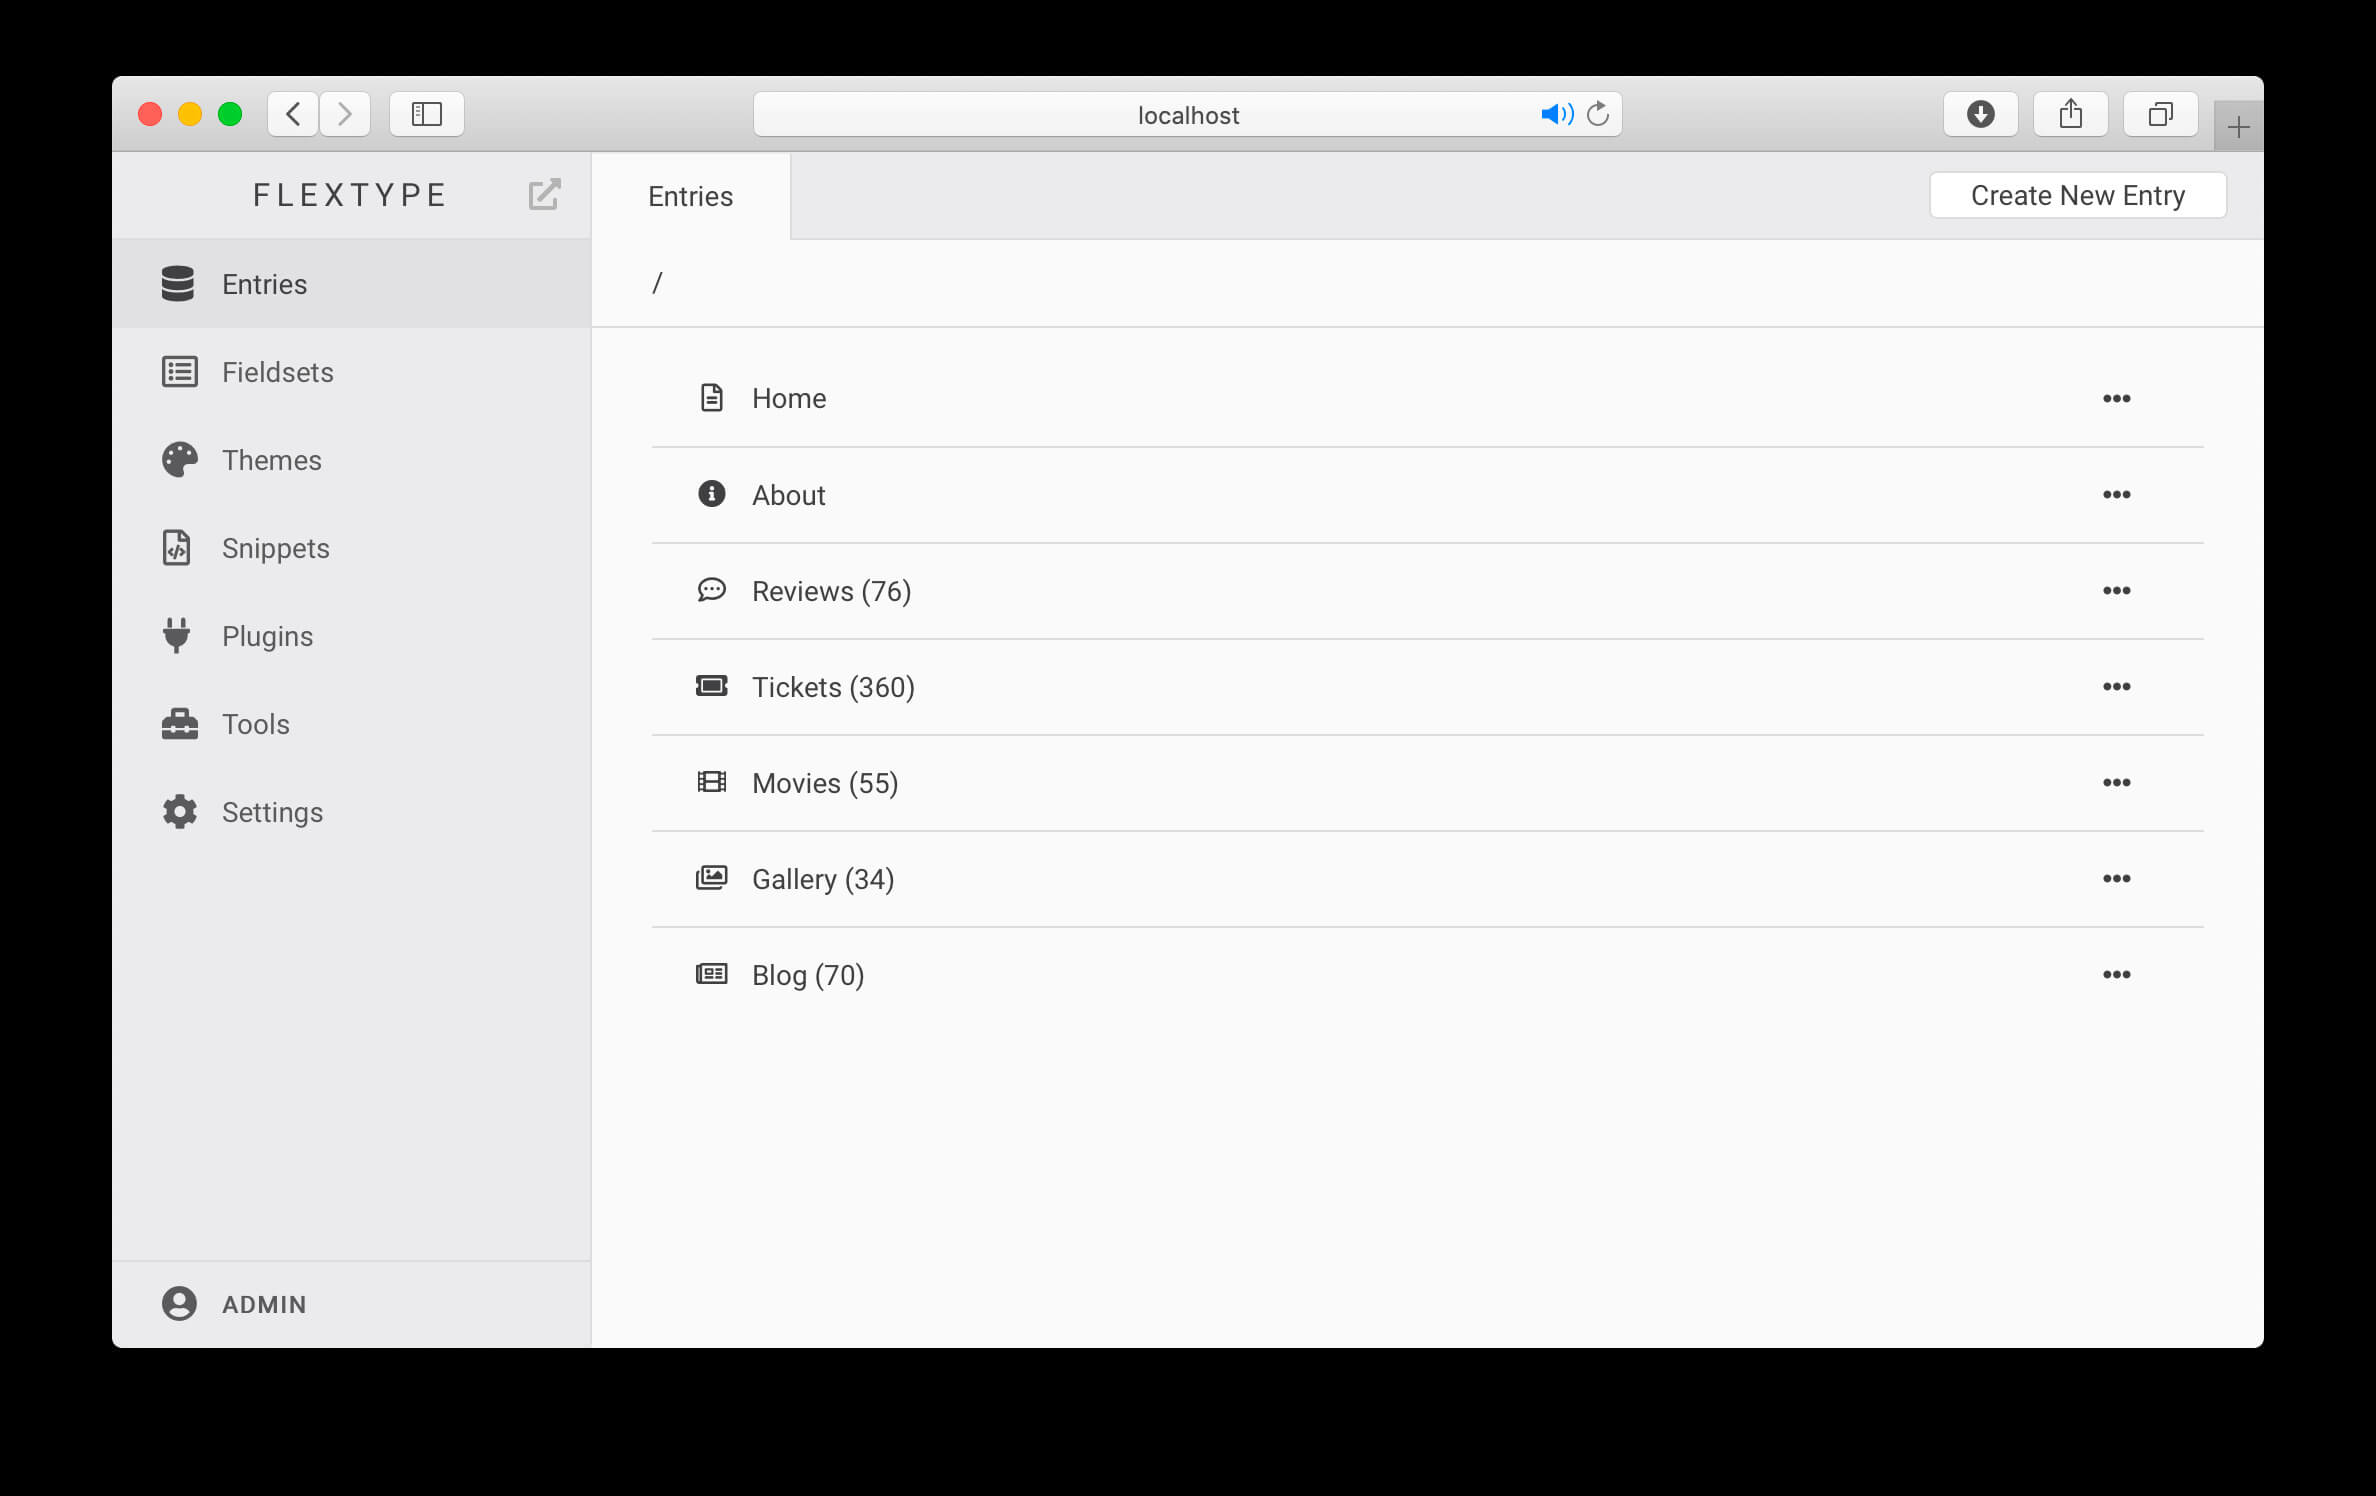 localhost
FLEXTYPE
Entries
Create New Entry
Entries
/
Fieldsets
Themes
Snippets
Plugins
Tools
Settings
Home
About
Reviews (76)
Tickets (360)
Movies (55)
Gallery (34)
Blog (70)
ADMIN